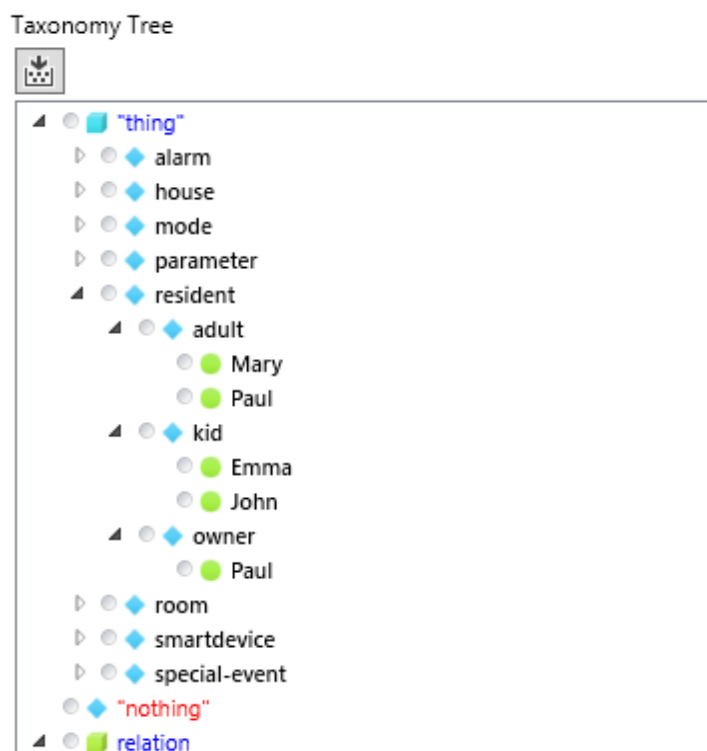 Taxonomy Tree
"thing"
alarm
house
mode
parameter
resident
adult
Mary
Paul
kid
Emma
John
owner
Paul
room
smartdevice
special-event
"nothing"
relation